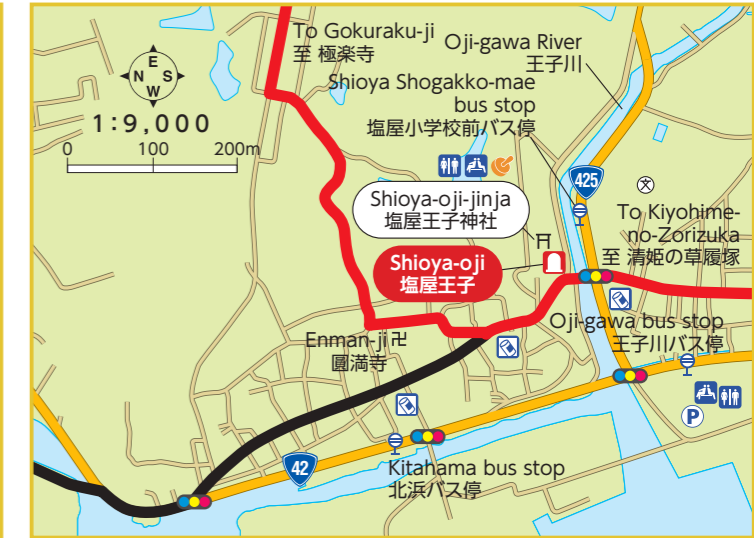 To Gokuraku-ji
至 極楽寺
Oji-gawa River
王子川
Shioya Shogakko-mae
bus stop
塩屋小学校前バス停
E
N S
W
1:9,000
0 100 200m
425
文
Shioya-oji-jinja
塩屋王子神社
Shioya-oji
塩屋王子
To Kiyohime-
no-Zorizuka
至 清姫の草履塚
Enman-ji卍
圓満寺
Oji-gawa bus stop
王子川バス停
P
42
Kitahama bus stop
北浜バス停